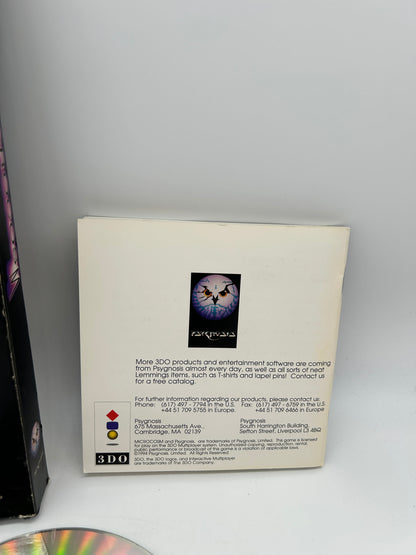 PSYGNOSIS
More 3DO products and entertainment software are coming
from Psygnosis almost every day, as well as all sorts of neat
Lemmings items, such as T-shirts and lapel pins! Contact us
for a free catalog.
For further information regarding our products, please contact us.
Phone: (617) 497 - 7794 in the U.S. Fax: (617) 497 - 6759 in the U.S.
+44 51 709 5755 in Europe. +44 51 709 6466 in Europe
Psygnosis
675 Massachusetts Ave.,
Cambridge, MA 02139
Psygnosis
South Harrington Building,
Sefton Street, Liverpool L3 4BQ
MICROCOSM and Psygnosis, are trademarks of Psygnosis, Limited. This game is licensed
for play on the 3DO Multiplayer system. Unauthorized copying, reproduction, rental,
public performance or broadcast of this game is a violation of applicable laws.
©1994 Psygnosis, Limited. All Rights Reserved.
3DO, the 3DO logos, and Interactive Multiplayer
are trademarks of The 3DO Company.
3DO